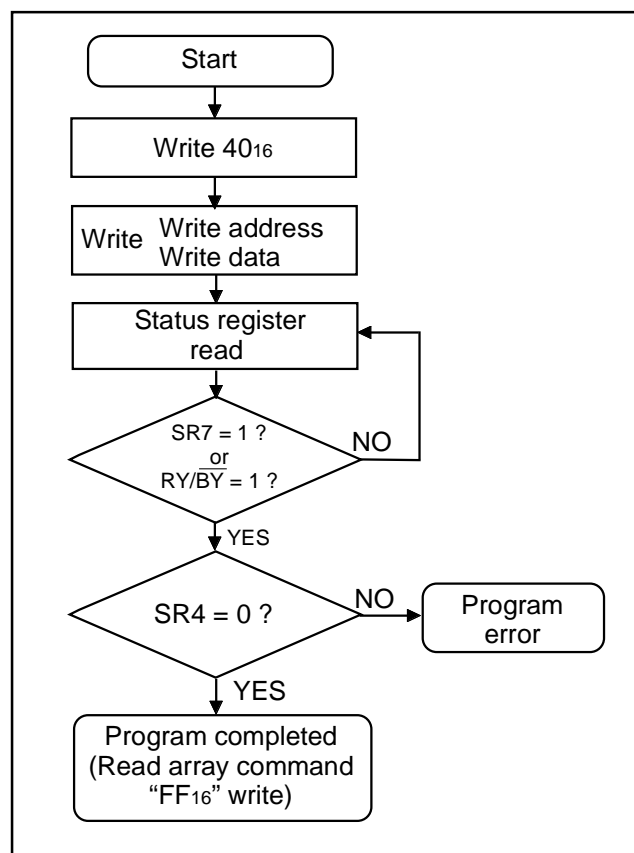 Start
Write 40₁₆
Write Write address
Write data
Status register
read
SR7 = 1 ?
or
RY/B̅Y̅ = 1 ?
NO
YES
SR4 = 0 ?
NO
Program
error
YES
Program completed
(Read array command
“FF₁₆” write)